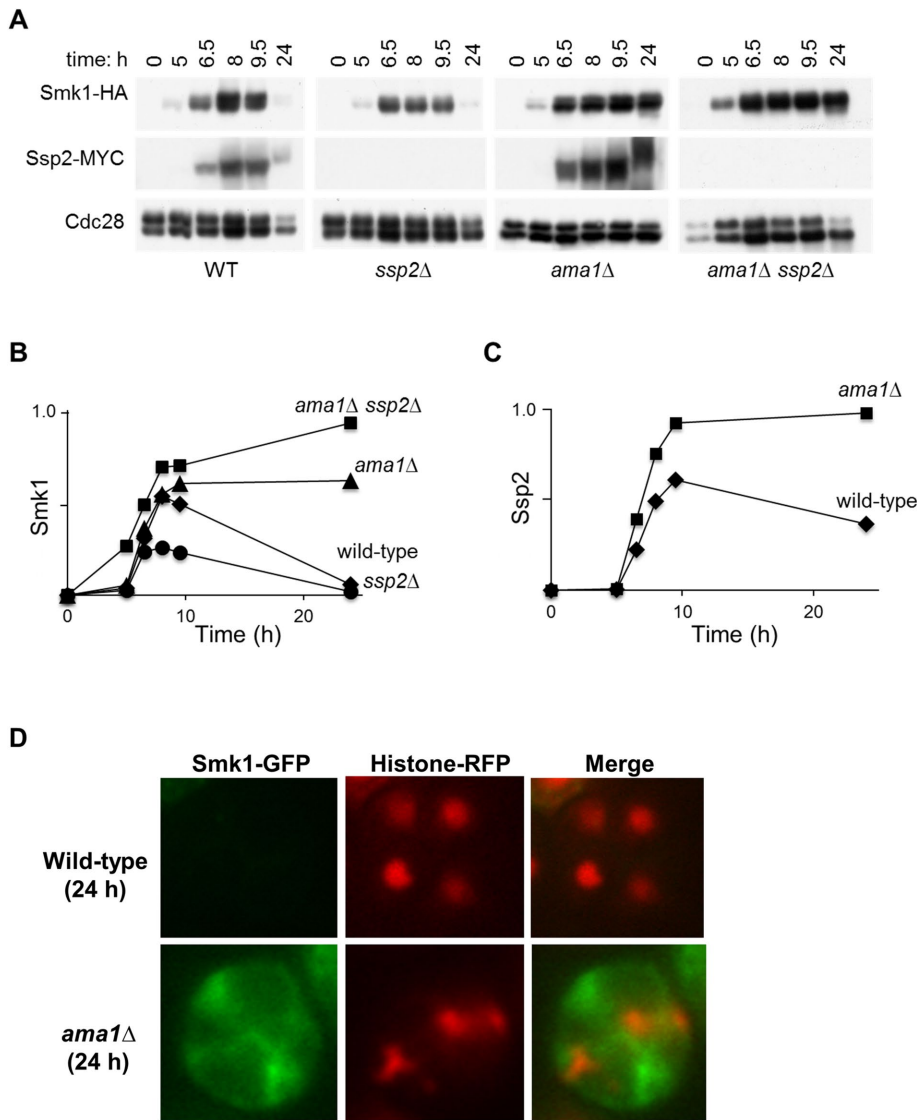 A
time: h 0 5 6.5 8 9.5 24 0 5 6.5 8 9.5 24 0 5 6.5 8 9.5 24 0 5 6.5 8 9.5 24
Smk1-HA
Ssp2-MYC
Cdc28
WT ssp2Δ ama1Δ ama1Δ ssp2Δ
B
ama1Δ ssp2Δ
1.0
ama1Δ
Smk1
wild-type
ssp2Δ
0 10 20
Time (h)
C
ama1Δ
1.0
Ssp2
wild-type
0 10 20
Time (h)
D
Smk1-GFP Histone-RFP Merge
Wild-type
(24 h)
ama1Δ
(24 h)